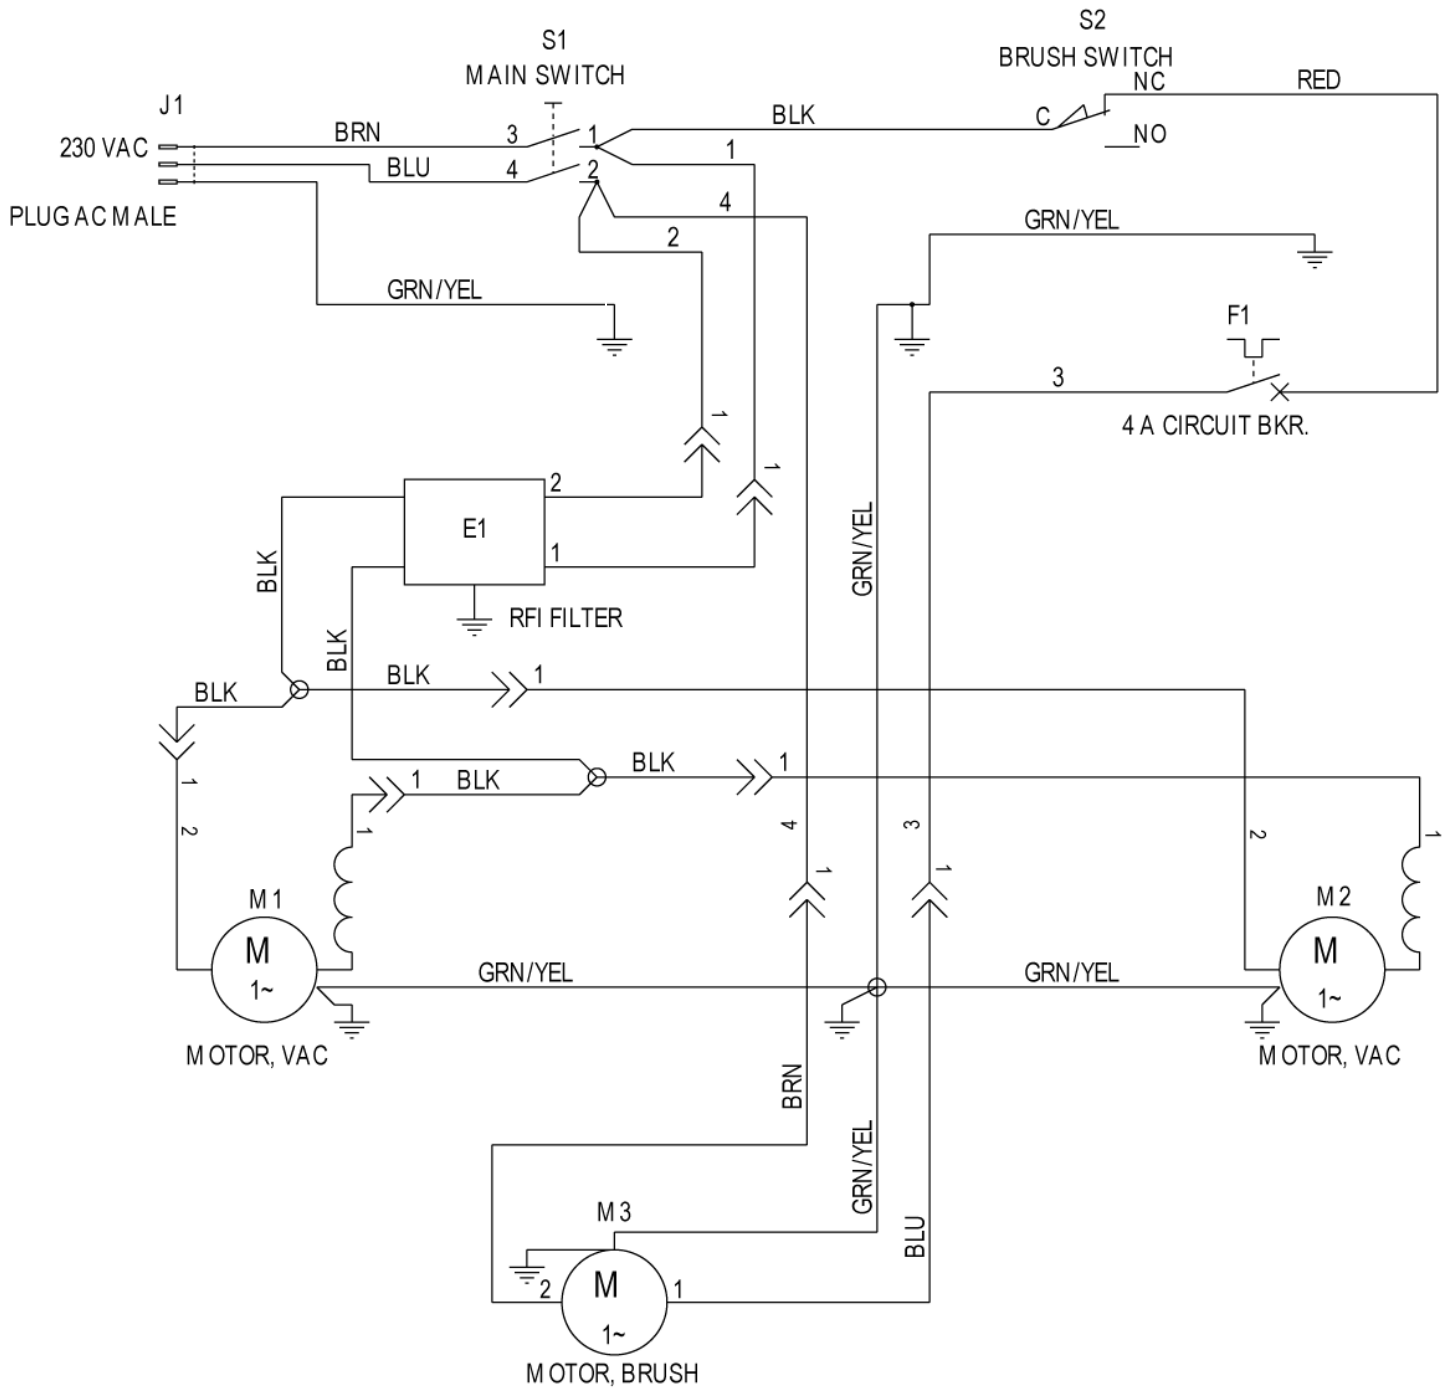 S2
S1
BRUSH SWITCH
MAIN SWITCH
NC
RED
J1
BLK
C
BRN
3
1
NO
230 VAC
1
BLU
4
2
4
PLUG AC MALE
GRN/YEL
2
GRN/YEL
F1
3
1
4 A CIRCUIT BKR.
1
2
E1
GRN/YEL
1
BLK
RFI FILTER
BLK
BLK
1
BLK
BLK
1
1
BLK
1
2
1
4
3
2
1
1
1
M1
M2
M
M
GRN/YEL
GRN/YEL
1~
1~
MOTOR, VAC
MOTOR, VAC
BRN
GRN/YEL
M3
BLU
2
M
1
1~
MOTOR, BRUSH